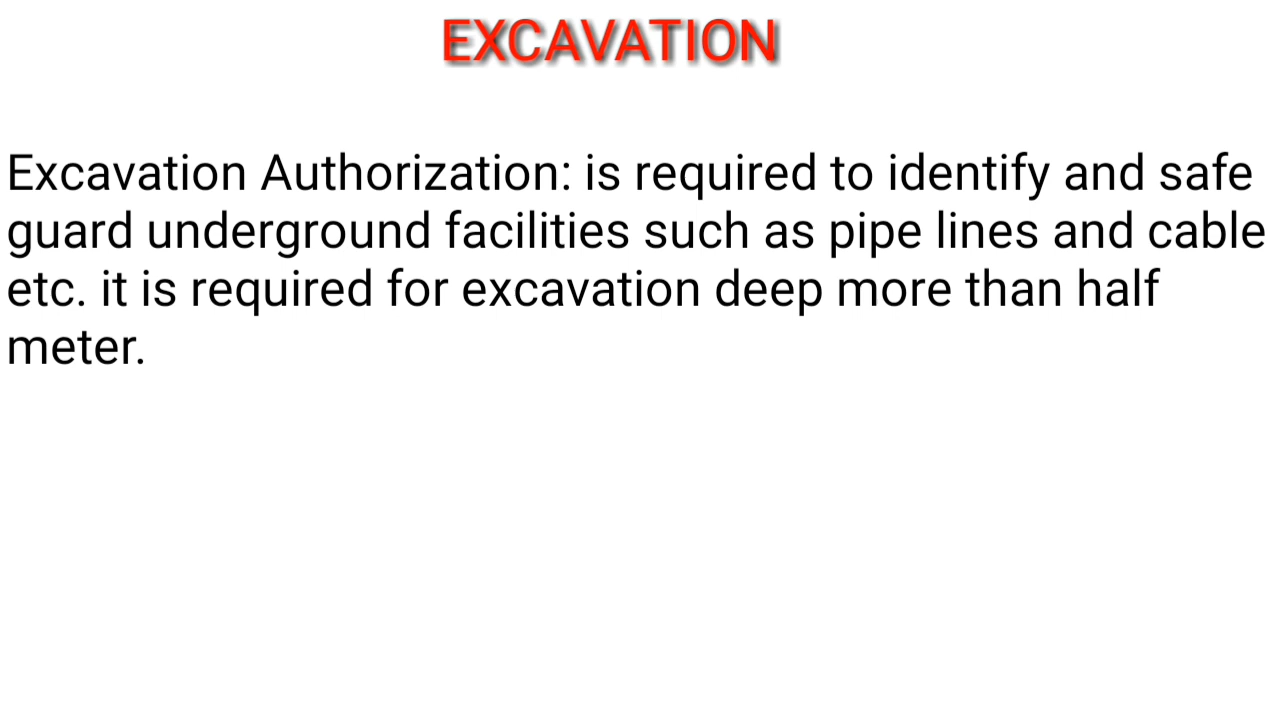 EXCAVATION
Excavation Authorization: is required to identify and safe
guard underground facilities such as pipe lines and cable
etc. it is required for excavation deep more than half
meter.